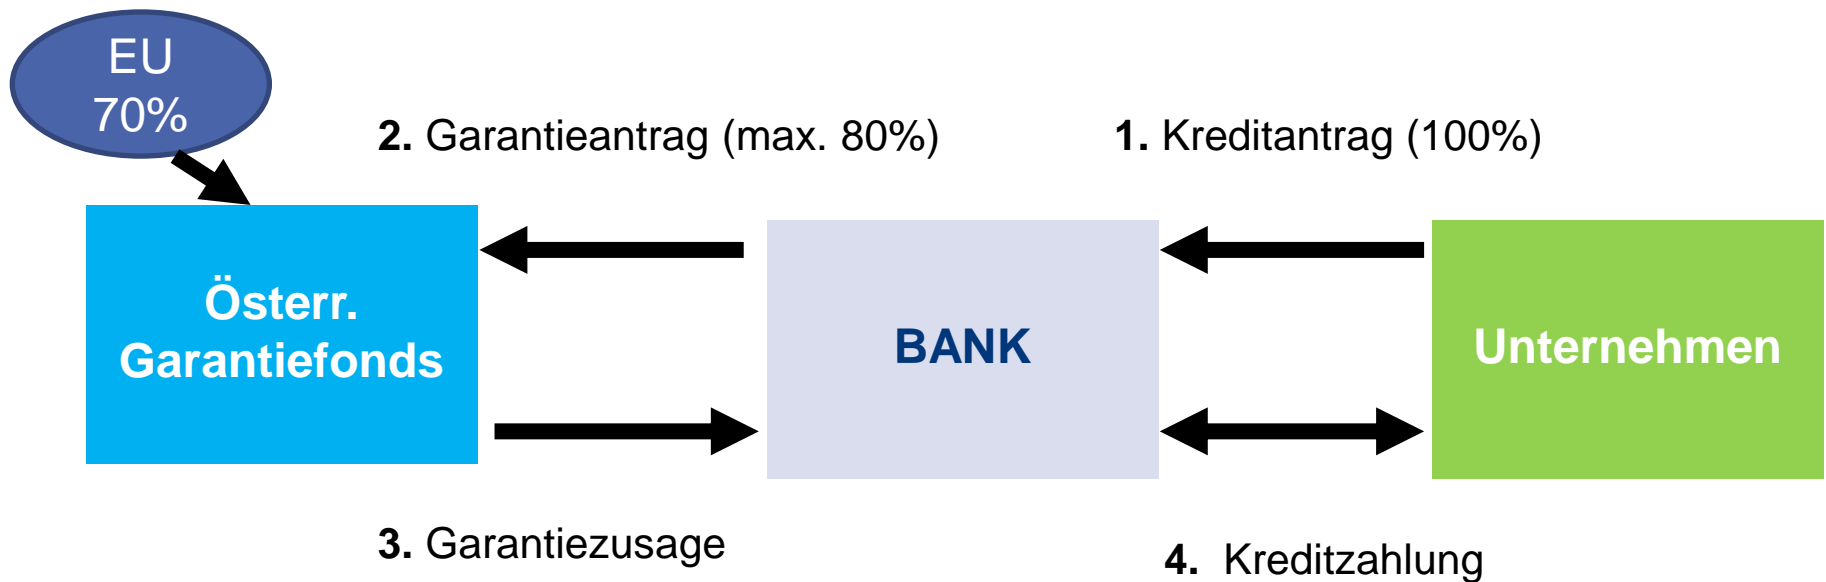 EU
70%
2. Garantieantrag (max. 80%)
1. Kreditantrag (100%)
Österr.
Garantiefonds
BANK
Unternehmen
3. Garantiezusage
4. Kreditzahlung